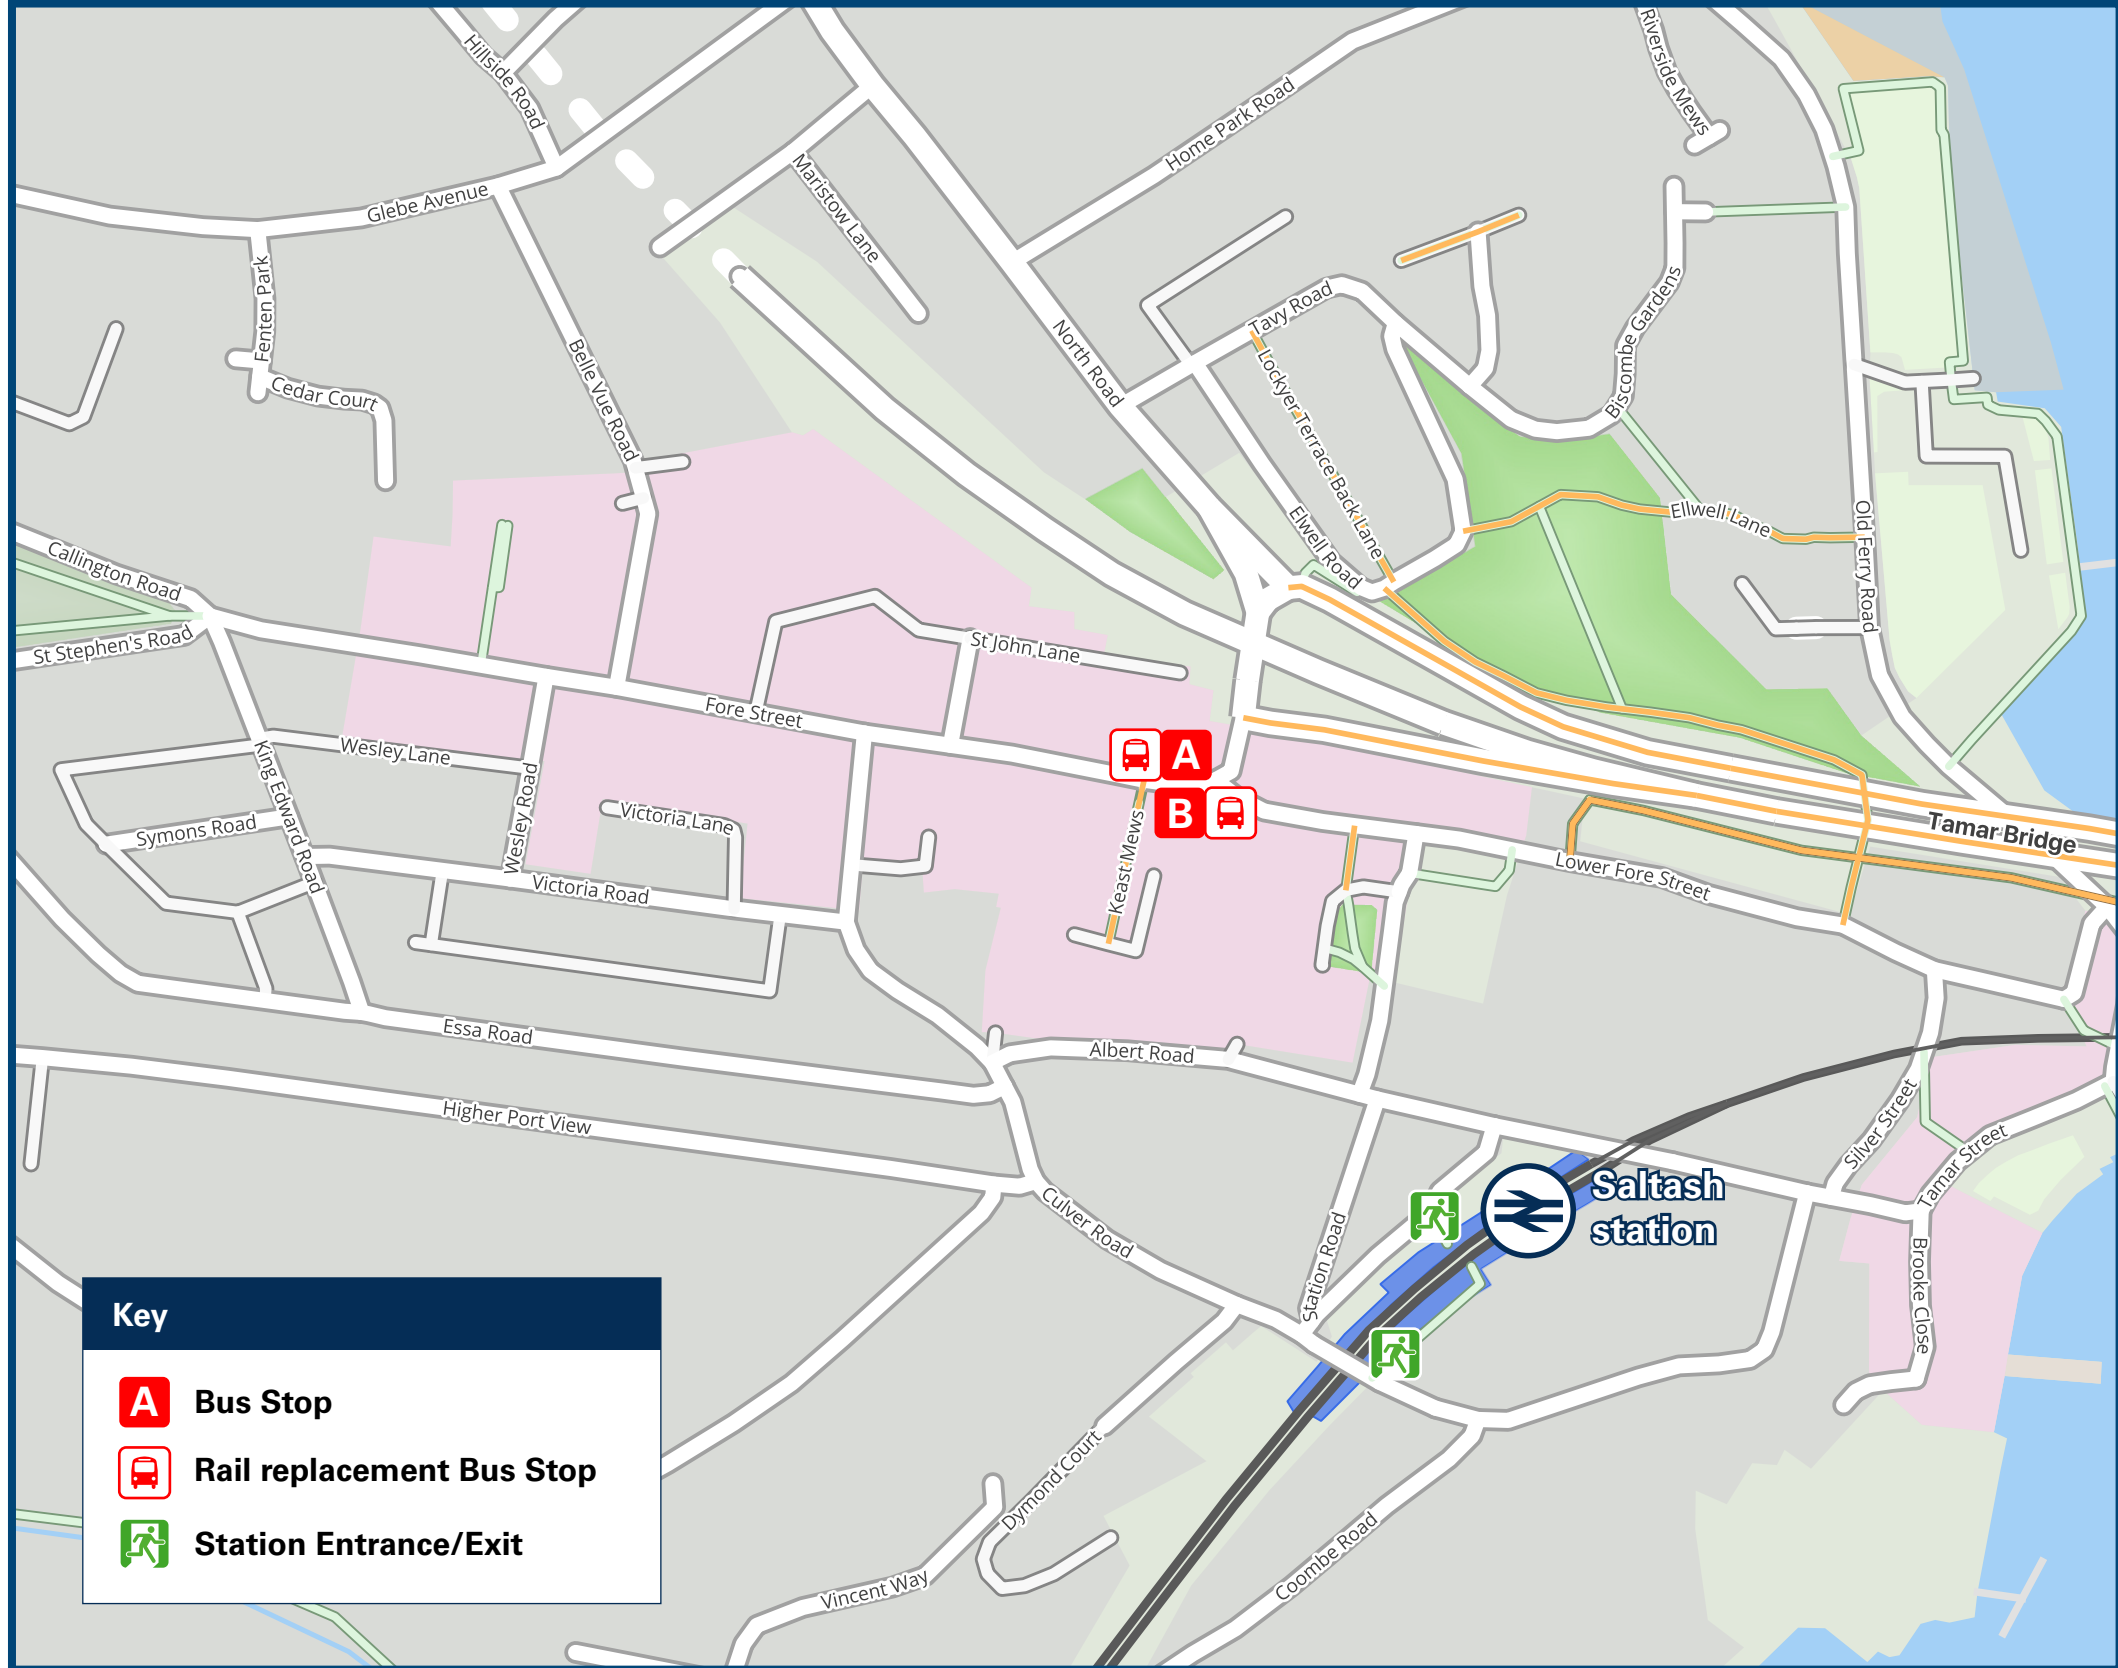 Hillside Road
Riverside Mews
Home Park Road
Maristow Lane
Glebe Avenue
Fenten Park
Cedar Court
Belle Vue Road
North Road
Tavy Road
Lockyer Terrace Back Lane
Biscombe Gardens
Elwell Road
Ellwell Lane
Old Ferry Road
Callington Road
St Stephen's Road
St John Lane
Fore Street
Wesley Lane
King Edward Road
Wesley Road
Symons Road
Victoria Lane
Victoria Road
A
B
Keast Mews
Tamar Bridge
Lower Fore Street
Essa Road
Albert Road
Higher Port View
Culver Road
Station Road
Silver Street
Tamar Street
Brooke Close
Saltash
station
Dymond Court
Vincent Way
Coombe Road
Key
A Bus Stop
Rail replacement Bus Stop
Station Entrance/Exit